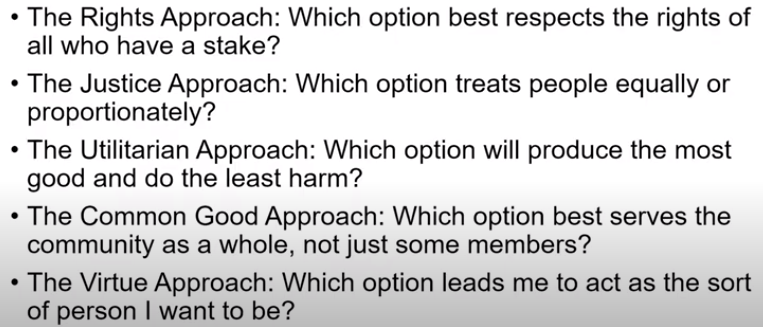 • The Rights Approach: Which option best respects the rights of
all who have a stake?
• The Justice Approach: Which option treats people equally or
proportionately?
• The Utilitarian Approach: Which option will produce the most
good and do the least harm?
• The Common Good Approach: Which option best serves the
community as a whole, not just some members?
• The Virtue Approach: Which option leads me to act as the sort
of person I want to be?